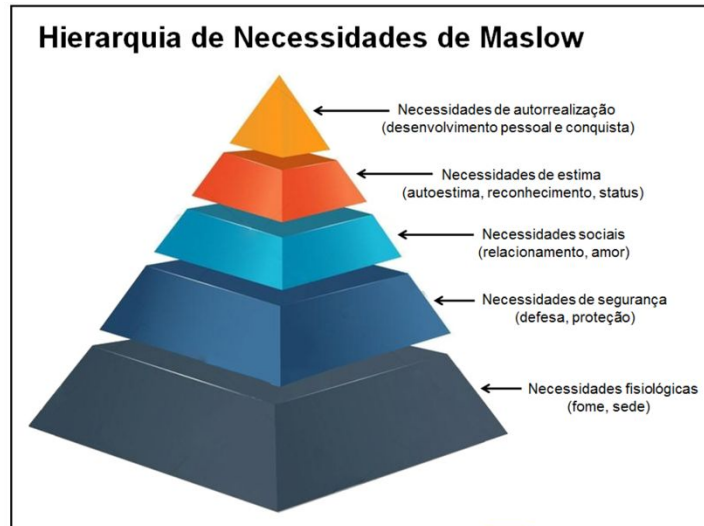 Hierarquia de Necessidades de Maslow
Necessidades de autorrealização
(desenvolvimento pessoal e conquista)
Necessidades de estima
(autoestima, reconhecimento, status)
Necessidades sociais
(relacionamento, amor)
Necessidades de segurança
(defesa, proteção)
Necessidades fisiológicas
(fome, sede)